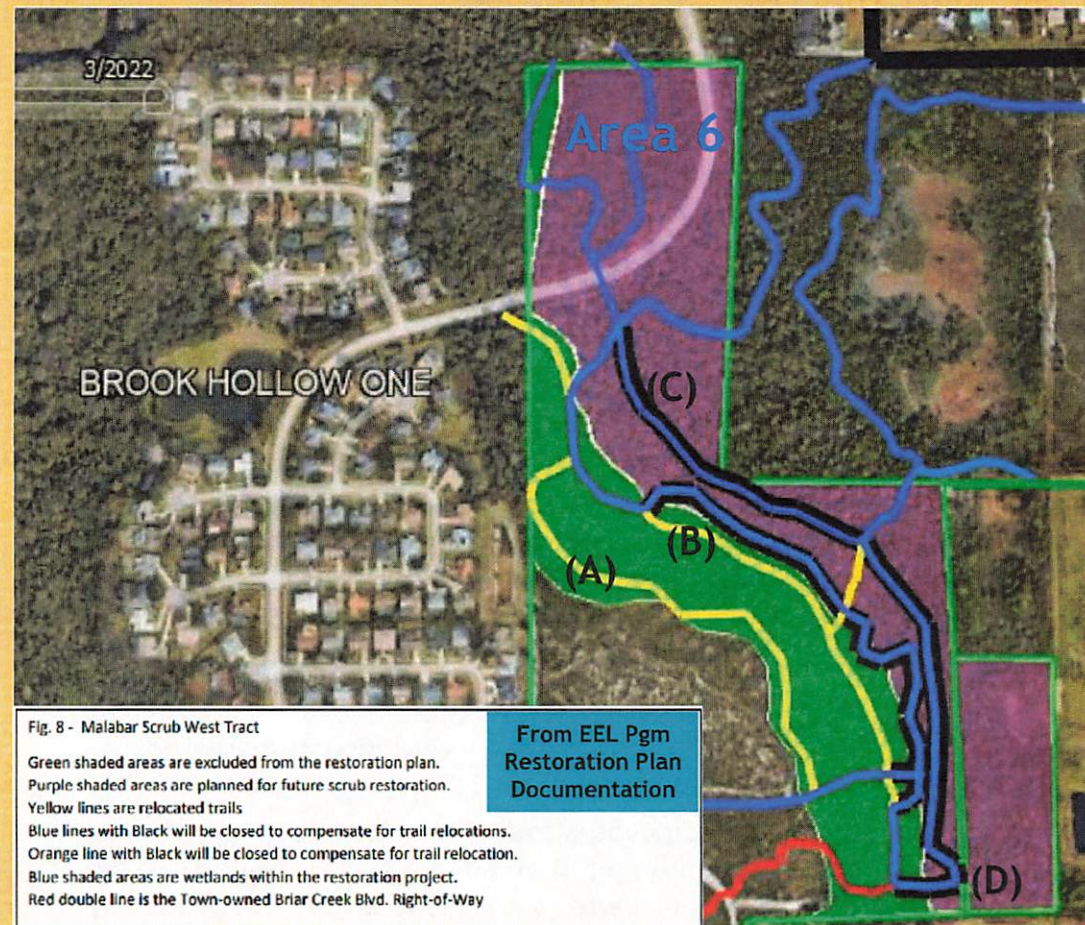 3/2022
Area 6
BROOK HOLLOW ONE
(C)
(B)
(A)
(D)
Fig. 8 - Malabar Scrub West Tract
Green shaded areas are excluded from the restoration plan.
Purple shaded areas are planned for future scrub restoration.
Yellow lines are relocated trails
Blue lines with Black will be closed to compensate for trail relocations.
Orange line with Black will be closed to compensate for trail relocation.
Blue shaded areas are wetlands within the restoration project.
Red double line is the Town-owned Briar Creek Blvd. Right-of-Way
From EEL Pgm
Restoration Plan
Documentation